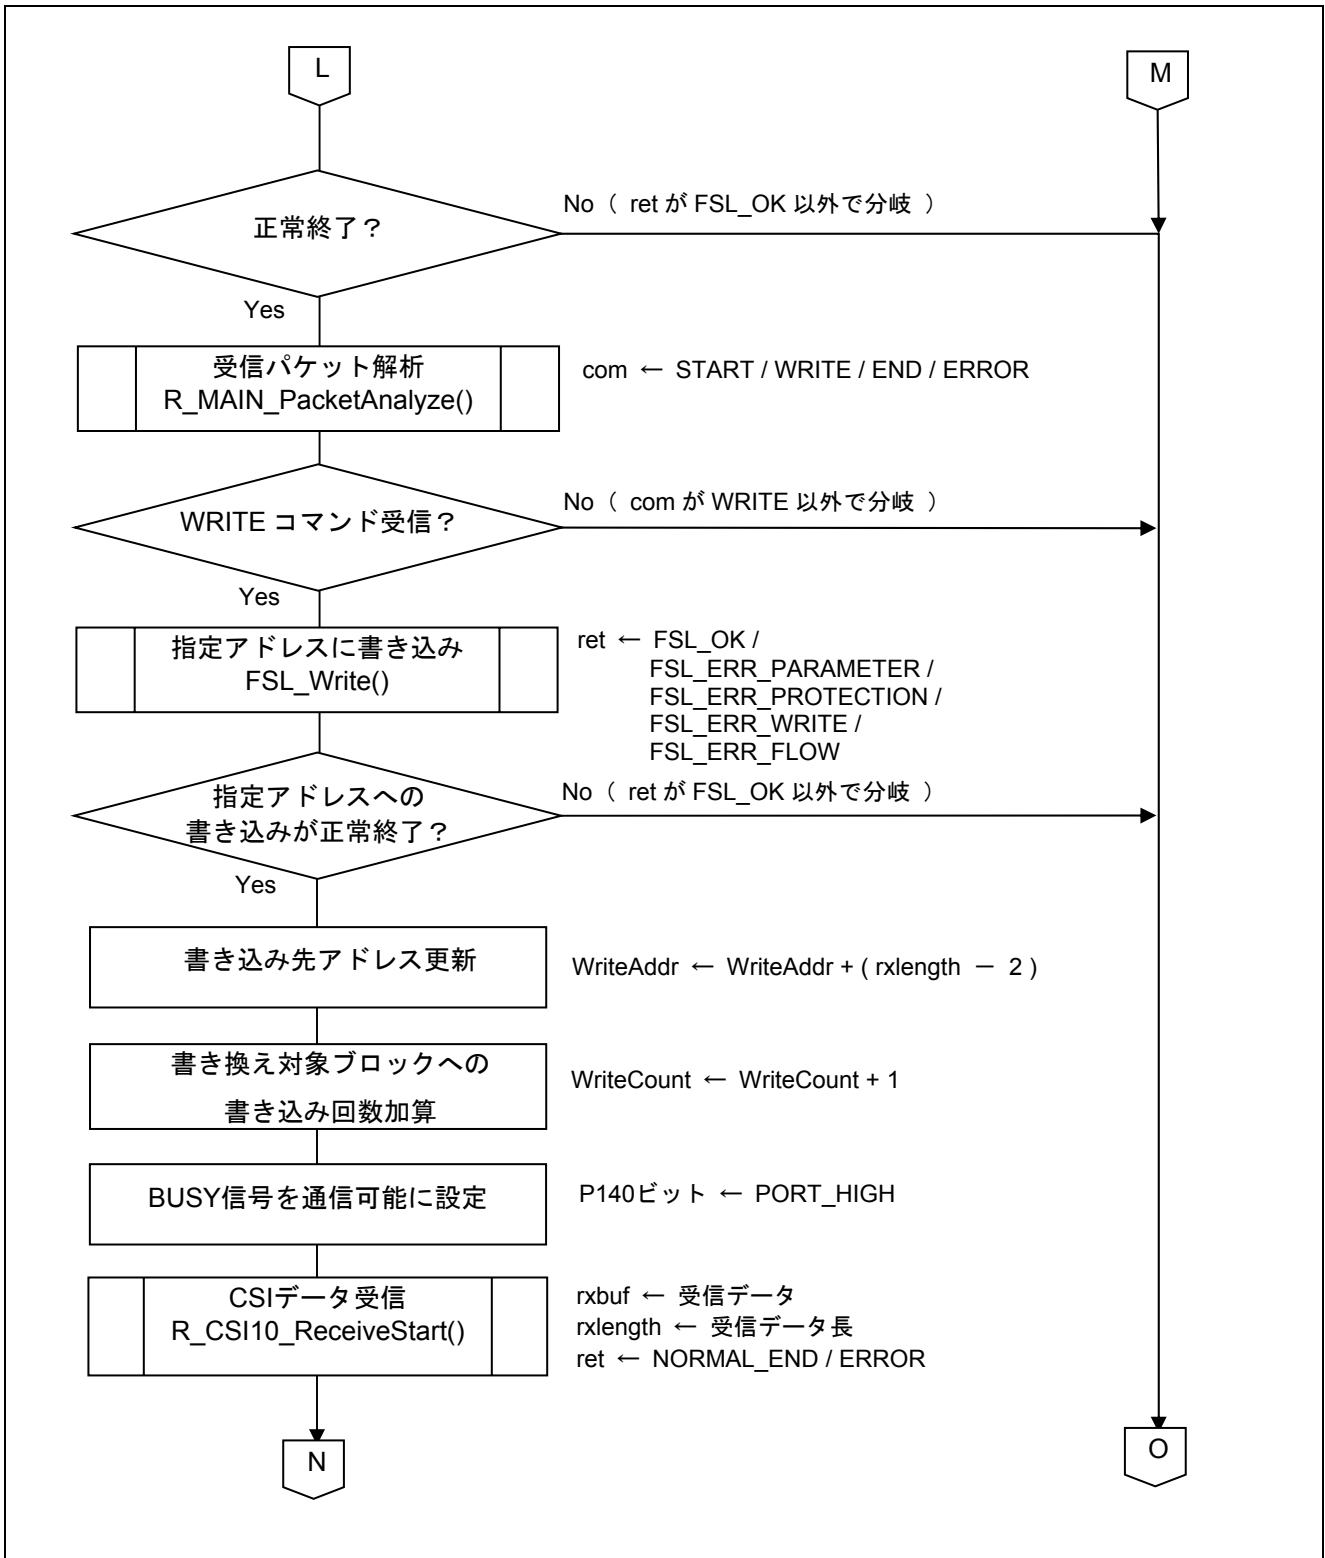 L
M
正常終了？
No（ ret が FSL_OK 以外で分岐 ）
Yes
受信パケット解析
R_MAIN_PacketAnalyze()
com ← START / WRITE / END / ERROR
WRITE コマンド受信？
No（ com が WRITE 以外で分岐 ）
Yes
指定アドレスに書き込み
FSL_Write()
ret ← FSL_OK /
FSL_ERR_PARAMETER /
FSL_ERR_PROTECTION /
FSL_ERR_WRITE /
FSL_ERR_FLOW
指定アドレスへの
書き込みが正常終了？
No（ ret が FSL_OK 以外で分岐 ）
Yes
書き込み先アドレス更新
WriteAddr ← WriteAddr + ( rxlength － 2 )
書き換え対象ブロックへの
書き込み回数加算
WriteCount ← WriteCount + 1
BUSY信号を通信可能に設定
P140ビット ← PORT_HIGH
CSIデータ受信
R_CSI10_ReceiveStart()
rxbuf ← 受信データ
rxlength ← 受信データ長
ret ← NORMAL_END / ERROR
N
O